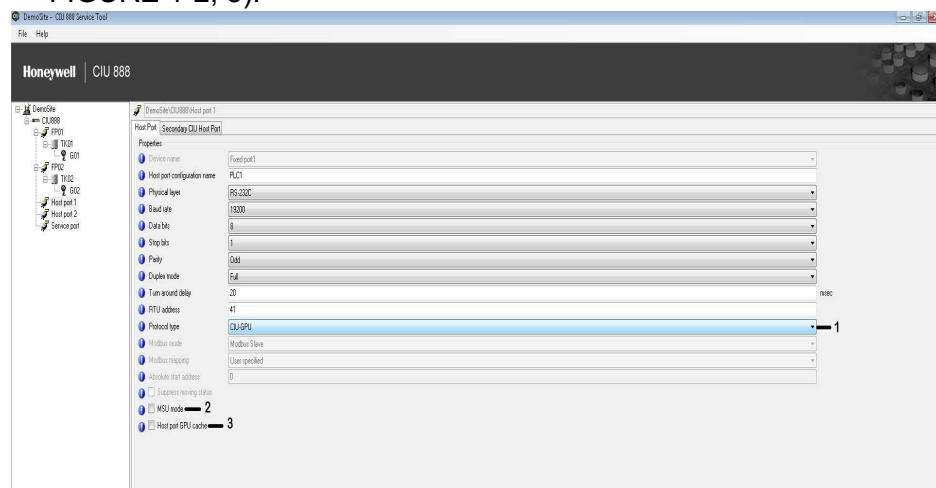 FIGURE 4-2, 3).
DemoSite - CIU 888 Service Tool
File Help
Honeywell CIU 888
DemoSite
CIU888
FP01
TK01
G01
FP02
TK02
G02
Host port 1
Host port 2
Service port
DemoSite\CIU888\Host port 1
Host Port Secondary CIU Host Port
Properties
Device name Fixed port1
Host port configuration name PLC1
Physical layer RS-232C
Baud rate 19200
Data bits 8
Stop bits 1
Parity Odd
Duplex mode Full
Turn around delay 20 msec
RTU address 41
Protocol type CIU-GPU 1
Modbus mode Modbus Slave
Modbus mapping User specified
Absolute start address 0
Suppress moving status
MSU mode 2
Host port GPU cache 3